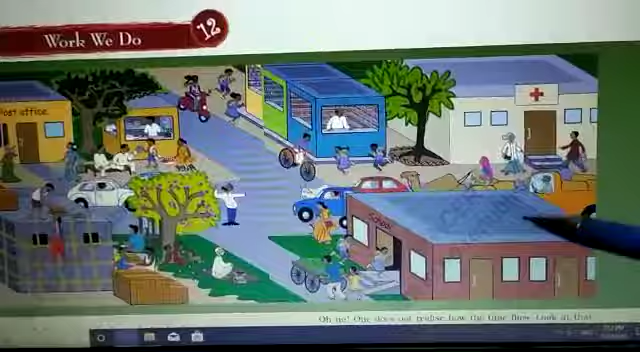 Work We Do
12
Post office
School
Oh no! One does not realise how the time flies. Look at that